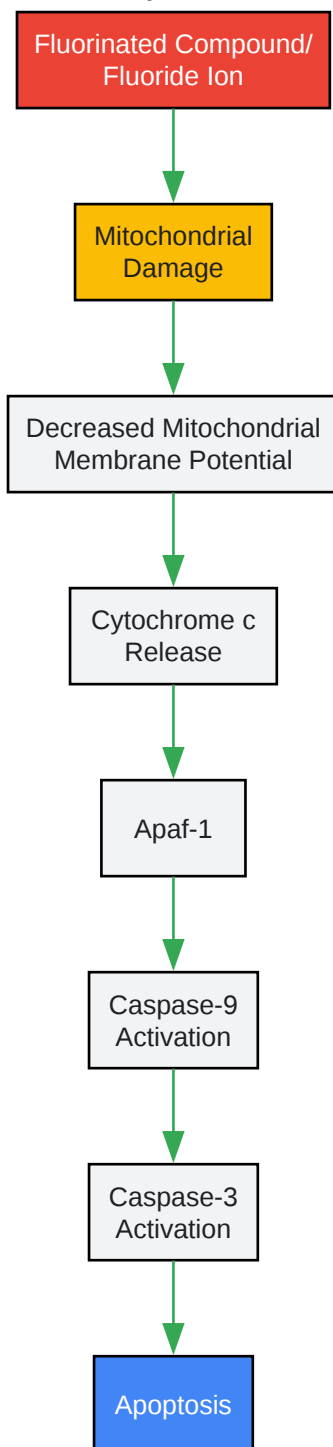 Fluorinated Compound/
Fluoride Ion
Mitochondrial
Damage
Decreased Mitochondrial
Membrane Potential
Cytochrome c
Release
Apaf-1
Caspase-9
Activation
Caspase-3
Activation
Apoptosis